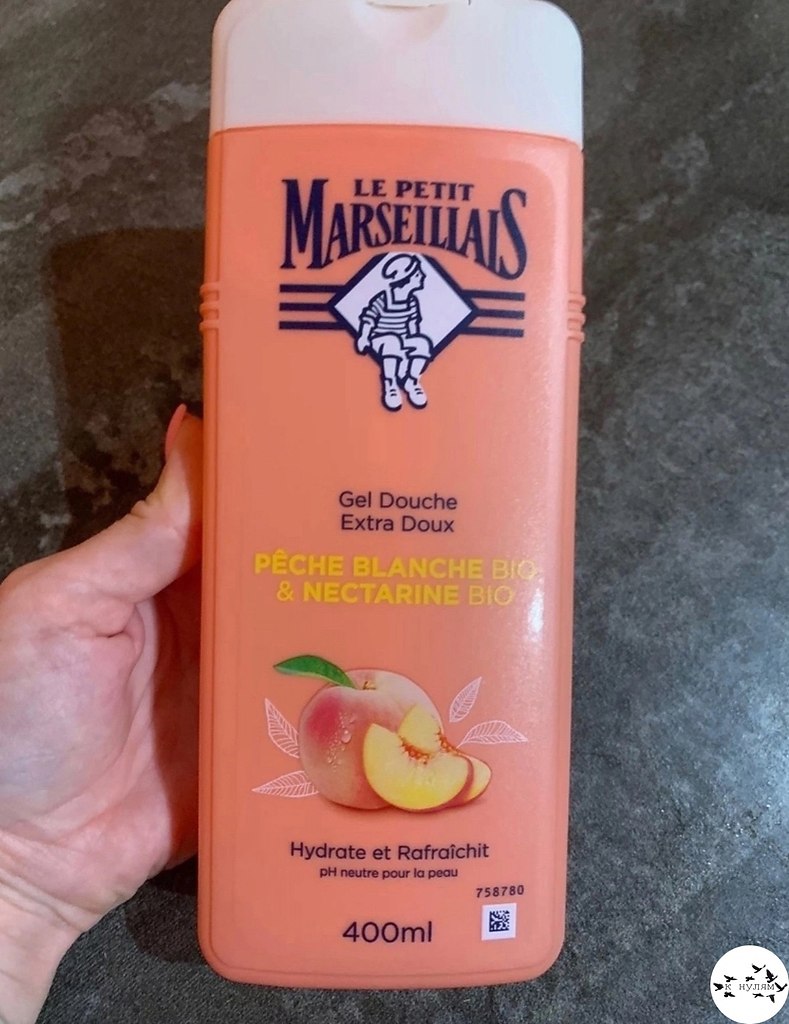 LE PETIT
MARSEILLAIS
Gel Douche
Extra Doux
PÊCHE BLANCHE BIO
& NECTARINE BIO
Hydrate et Rafraîchit
pH neutre pour la peau
758780
400ml
к нулям